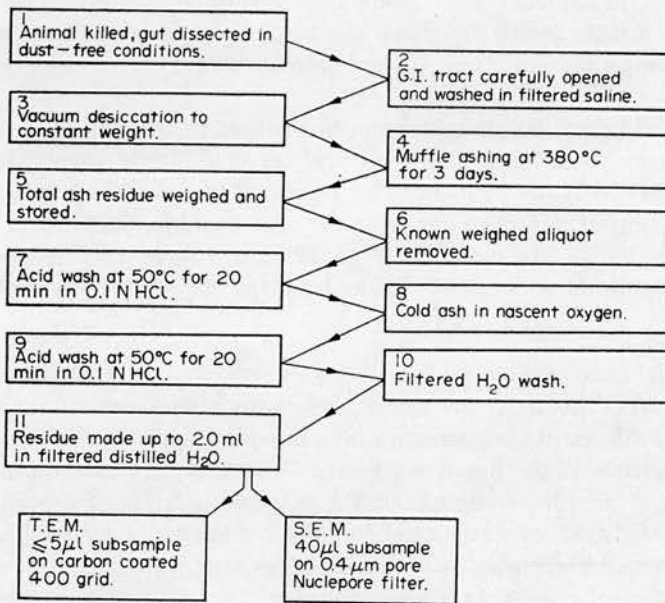 1
Animal killed, gut dissected in
dust-free conditions.
2
G.I. tract carefully opened
and washed in filtered saline.
3
Vacuum desiccation to
constant weight.
4
Muffle ashing at 380°C
for 3 days.
5
Total ash residue weighed and
stored.
6
Known weighed aliquot
removed.
7
Acid wash at 50°C for 20
min in 0.1 N HCl.
8
Cold ash in nascent oxygen.
9
Acid wash at 50°C for 20
min in 0.1 N HCl.
10
Filtered H₂O wash.
11
Residue made up to 2.0 ml
in filtered distilled H₂O.
T.E.M.
≤5μl subsample
on carbon coated
400 grid.
S.E.M.
40μl subsample
on 0.4μm pore
Nuclepore filter.